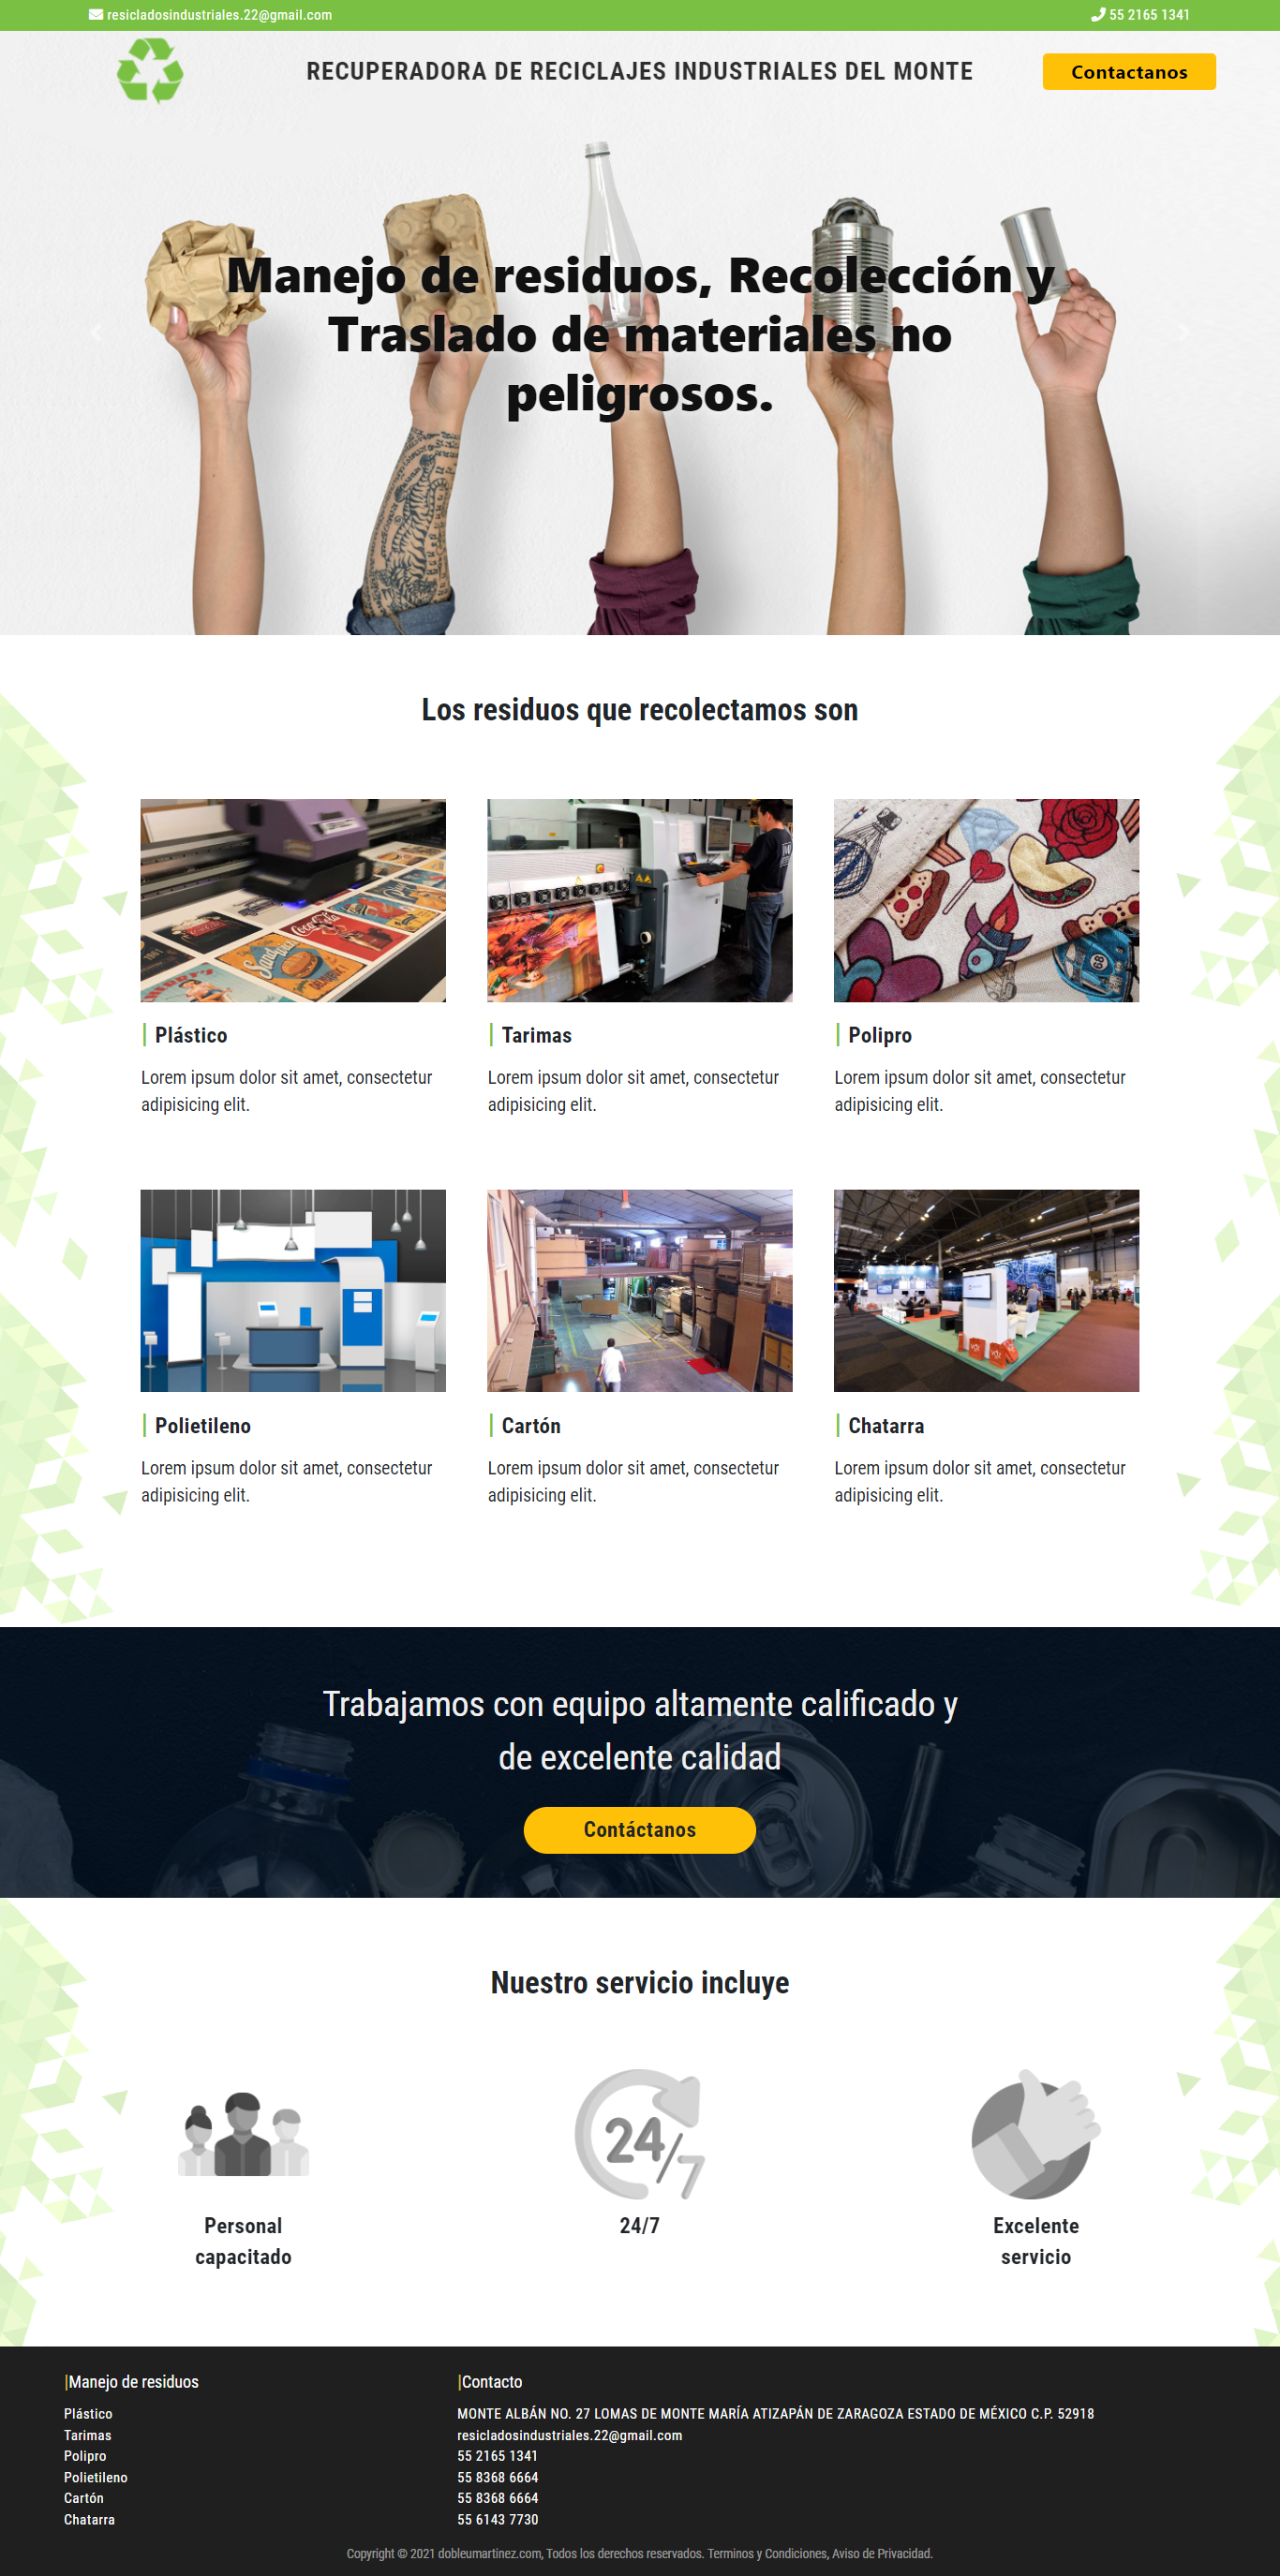 resicladosindustriales.22@gmail.com
55 2165 1341
RECUPERADORA DE RECICLAJES INDUSTRIALES DEL MONTE
Contactanos
Manejo de residuos, Recolección y
Traslado de materiales no
peligrosos.
Los residuos que recolectamos son
Coca-Cola
68
| Plástico
| Tarimas
| Polipro
Lorem ipsum dolor sit amet, consectetur
adipisicing elit.
Lorem ipsum dolor sit amet, consectetur
adipisicing elit.
Lorem ipsum dolor sit amet, consectetur
adipisicing elit.
| Polietileno
| Cartón
| Chatarra
Lorem ipsum dolor sit amet, consectetur
adipisicing elit.
Lorem ipsum dolor sit amet, consectetur
adipisicing elit.
Lorem ipsum dolor sit amet, consectetur
adipisicing elit.
Trabajamos con equipo altamente calificado y
de excelente calidad
Contáctanos
Nuestro servicio incluye
24/7
Personal
capacitado
24/7
Excelente
servicio
|Manejo de residuos
Plástico
Tarimas
Polipro
Polietileno
Cartón
Chatarra
|Contacto
MONTE ALBÁN NO. 27 LOMAS DE MONTE MARÍA ATIZAPÁN DE ZARAGOZA ESTADO DE MÉXICO C.P. 52918
resicladosindustriales.22@gmail.com
55 2165 1341
55 8368 6664
55 8368 6664
55 6143 7730
Copyright © 2021 dobleumartinez.com, Todos los derechos reservados. Terminos y Condiciones, Aviso de Privacidad.